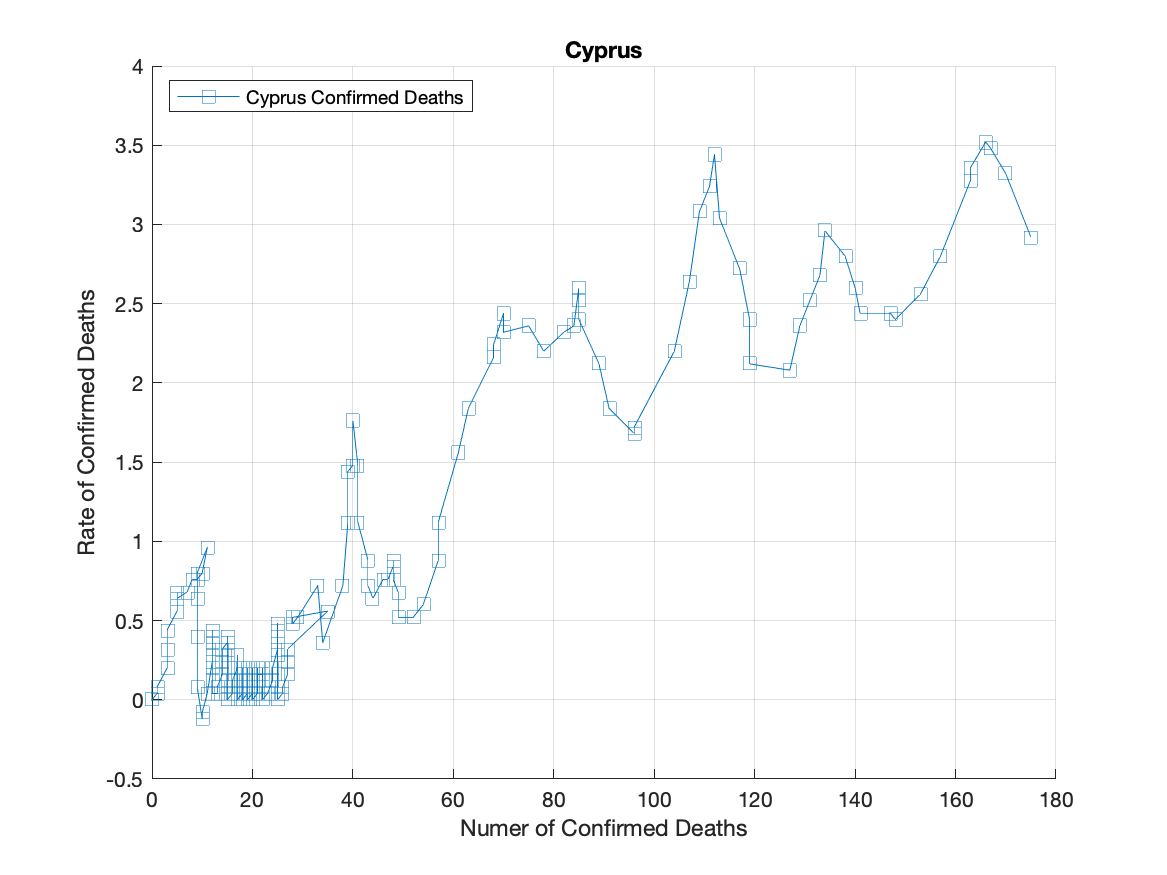 Cyprus
Cyprus Confirmed Deaths
4
3.5
3
2.5
2
1.5
1
0.5
0
-0.5
Rate of Confirmed Deaths
0 20 40 60 80 100 120 140 160 180
Numer of Confirmed Deaths